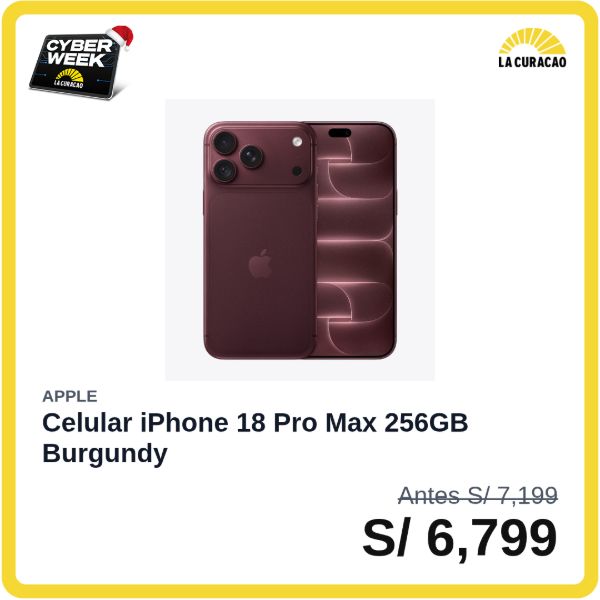 CYBER
WEEK
LA CURACAO
LA CURACAO
APPLE
Celular iPhone 18 Pro Max 256GB
Burgundy
Antes S/ 7,199
S/ 6,799